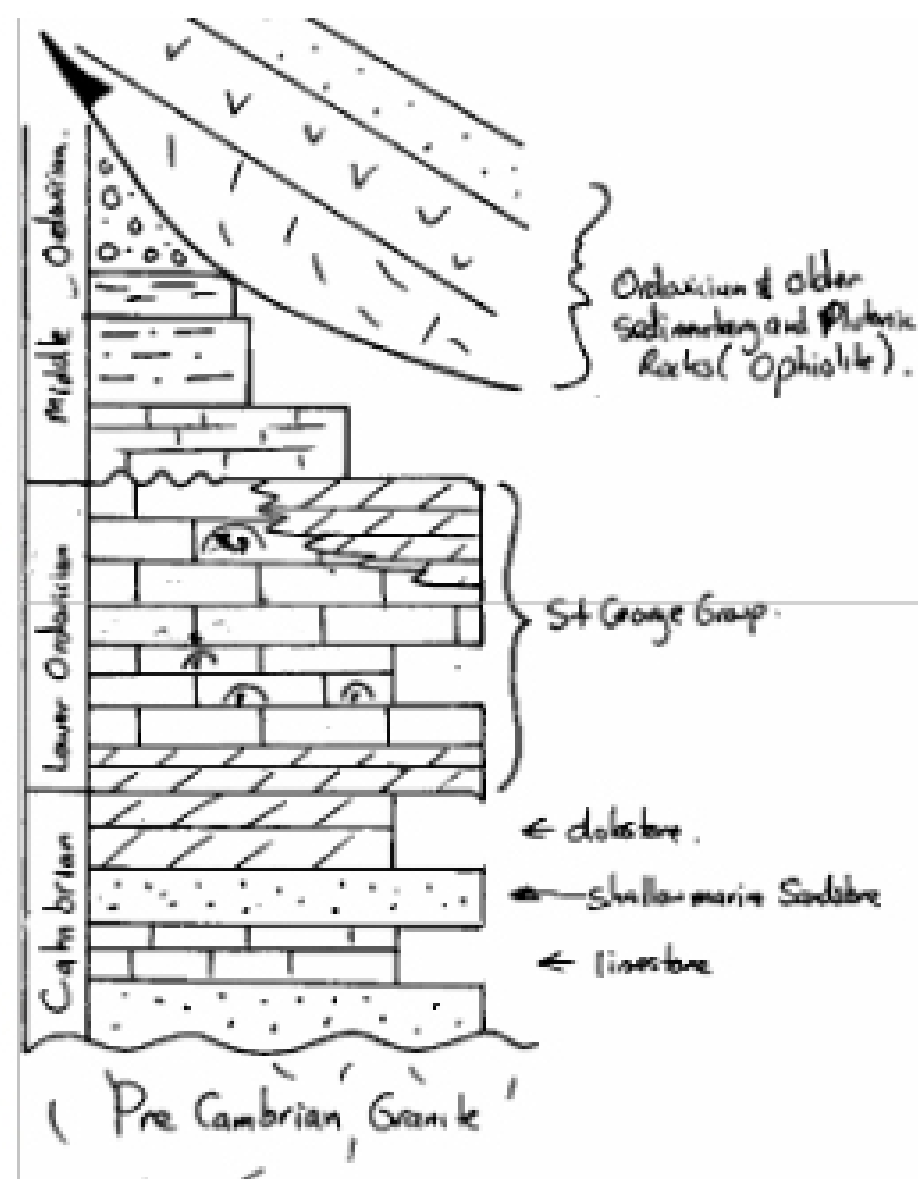 Middle Ordovician.
Ordovician & older
sedimentary and Plutonic
Rocks ( Ophiolite ) .
Lower Ordovician
St George Group.
Cambrian
← dolostone .
← shallow marine Sandstone
← limestone
Pre Cambrian Granite